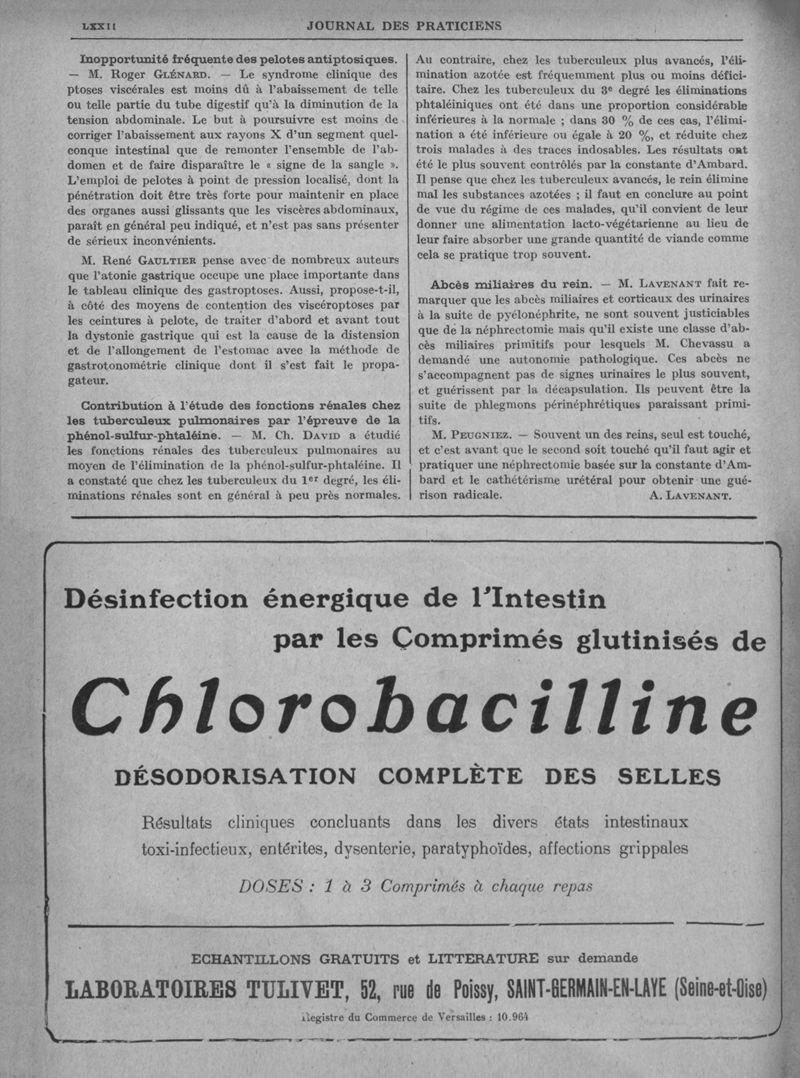 LXXII
JOURNAL DES PRATICIENS
Inopportunité fréquente des pelotes antiptosiques.
— M. Roger GLÉNARD. — Le syndrome clinique des
ptoses viscérales est moins dû à l'abaissement de telle
ou telle partie du tube digestif qu'à la diminution de la
tension abdominale. Le but à poursuivre est moins de
corriger l'abaissement aux rayons X d'un segment quel-
conque intestinal que de remonter l'ensemble de l'ab-
domen et de faire disparaître le « signe de la sangle ».
L'emploi de pelotes à point de pression localisé, dont la
pénétration doit être très forte pour maintenir en place
des organes aussi glissants que les viscères abdominaux,
paraît en général peu indiqué, et n'est pas sans présenter
de sérieux inconvénients.
M. René GAULTIER pense avec de nombreux auteurs
que l'atonie gastrique occupe une place importante dans
le tableau clinique des gastroptoses. Aussi, propose-t-il,
à côté des moyens de contention des viscéroptoses par
les ceintures à pelote, de traiter d'abord et avant tout
la dystonie gastrique qui est la cause de la distension
et de l'allongement de l'estomac avec la méthode de
gastrotonométrie clinique dont il s'est fait le propa-
gateur.
Contribution à l'étude des fonctions rénales chez
les tuberculeux pulmonaires par l'épreuve de la
phénol-sulfur-phtaléine. — M. Ch. DAVID a étudié
les fonctions rénales des tuberculeux pulmonaires au
moyen de l'élimination de la phénol-sulfur-phtaléine. Il
a constaté que chez les tuberculeux du 1er degré, les éli-
minations rénales sont en général à peu près normales.
Au contraire, chez les tuberculeux plus avancés, l'éli-
mination azotée est fréquemment plus ou moins défici-
taire. Chez les tuberculeux du 3e degré les éliminations
phtaléiniques ont été dans une proportion considérable
inférieures à la normale ; dans 30 % de ces cas, l'élimi-
nation a été inférieure ou égale à 20 %, et réduite chez
trois malades à des traces indosables. Les résultats ont
été le plus souvent contrôlés par la constante d'Ambard.
Il pense que chez les tuberculeux avancés, le rein élimine
mal les substances azotées ; il faut en conclure au point
de vue du régime de ces malades, qu'il convient de leur
donner une alimentation lacto-végétarienne au lieu de
leur faire absorber une grande quantité de viande comme
cela se pratique trop souvent.
Abcès miliaires du rein. — M. LAVENANT fait re-
marquer que les abcès miliaires et corticaux des urinaires
à la suite de pyélonéphrite, ne sont souvent justiciables
que de la néphrectomie mais qu'il existe une classe d'ab-
cès miliaires primitifs pour lesquels M. Chevassu a
demandé une autonomie pathologique. Ces abcès ne
s'accompagnent pas de signes urinaires le plus souvent,
et guérissent par la décapsulation. Ils peuvent être la
suite de phlegmons périnéphrétiques paraissant primi-
tifs.
M. PEUGNIEZ. — Souvent un des reins, seul est touché,
et c'est avant que le second soit touché qu'il faut agir et
pratiquer une néphrectomie basée sur la constante d'Am-
bard et le cathétérisme urétéral pour obtenir une gué-
rison radicale. A. LAVENANT.
Désinfection énergique de l'Intestin
par les Comprimés glutinisés de
Chlorobacilline
DÉSODORISATION COMPLÈTE DES SELLES
Résultats cliniques concluants dans les divers états intestinaux
toxi-infectieux, entérites, dysenterie, paratyphoïdes, affections grippales
DOSES : 1 à 3 Comprimés à chaque repas
ECHANTILLONS GRATUITS et LITTERATURE sur demande
LABORATOIRES TULIVET, 52, rue de Poissy, SAINT-GERMAIN-EN-LAYE (Seine-et-Oise)
Registre du Commerce de Versailles : 10.964